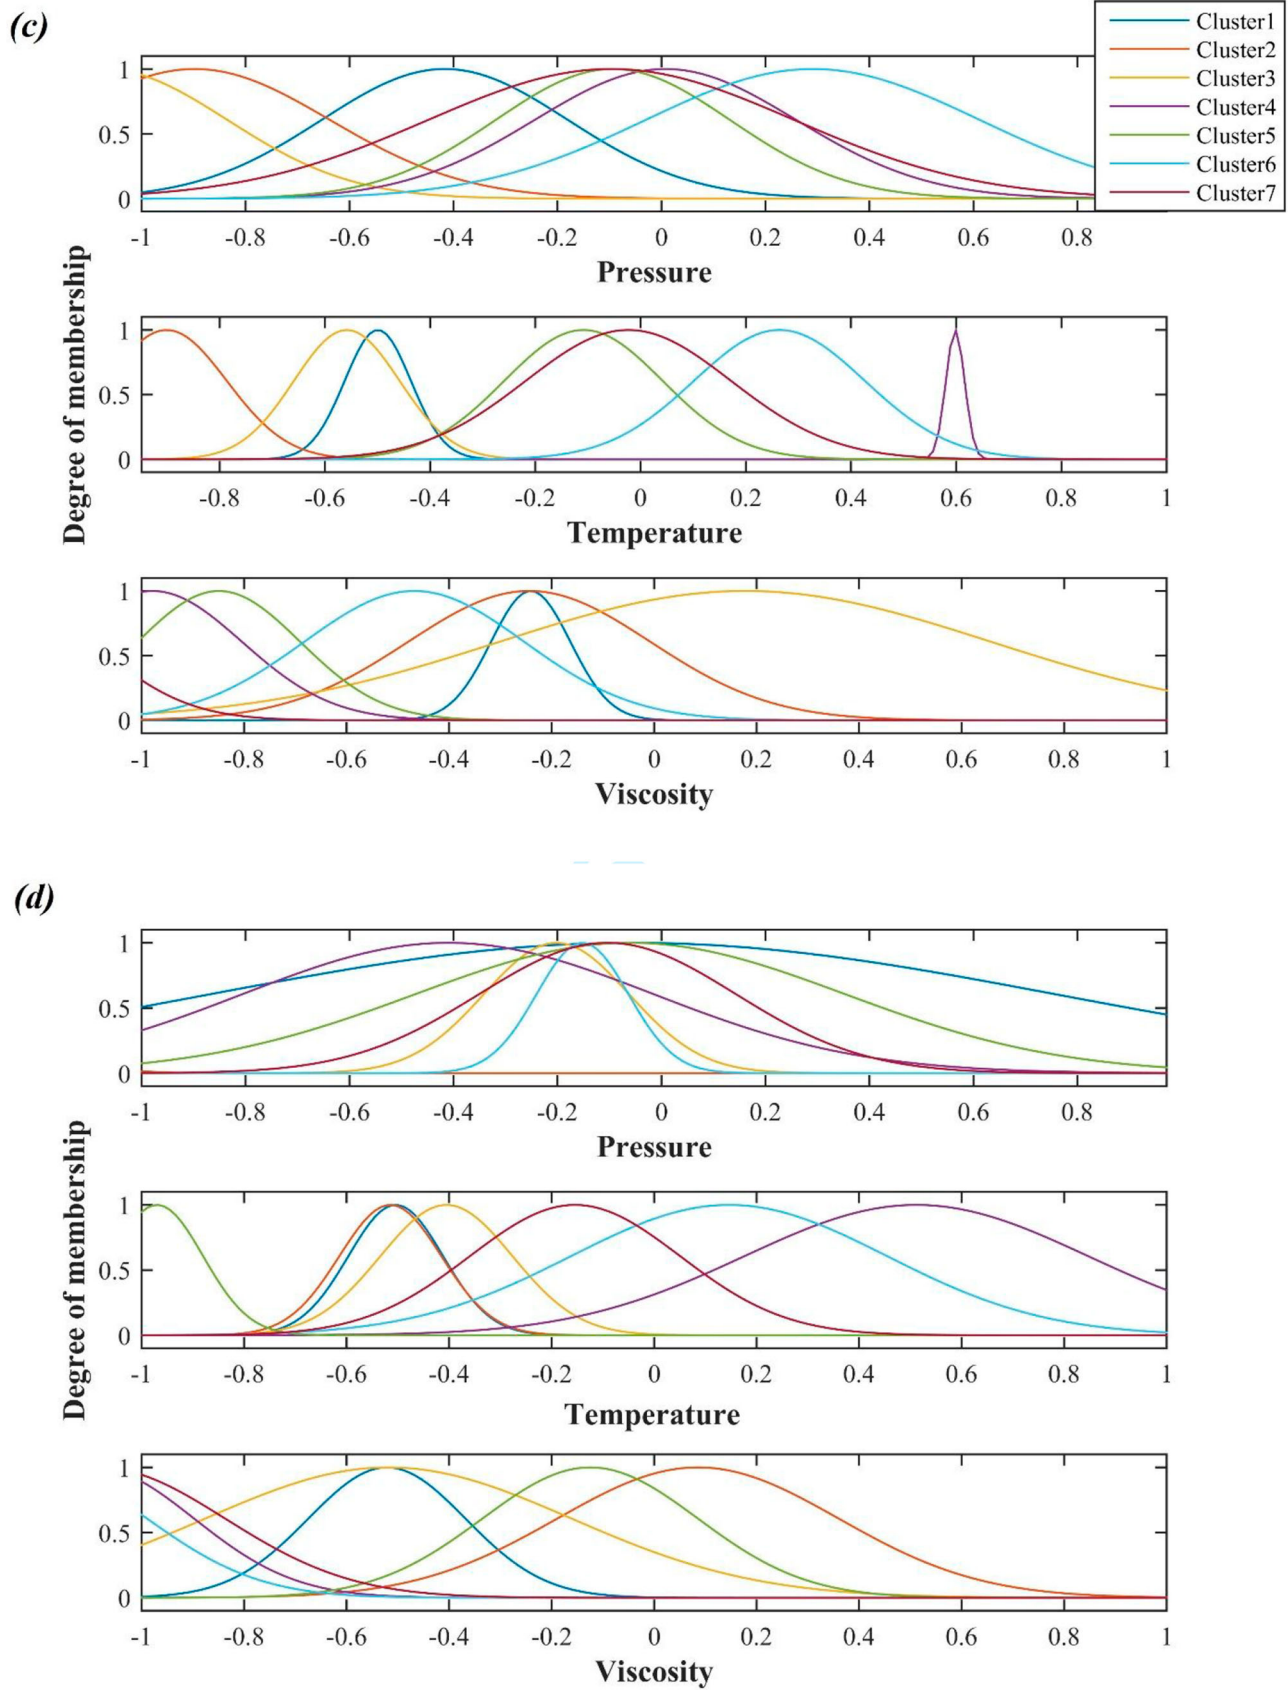 (c)
Cluster1
Cluster2
Cluster3
Cluster4
Cluster5
Cluster6
Cluster7
1
0.5
0
-1 -0.8 -0.6 -0.4 -0.2 0 0.2 0.4 0.6 0.8
Pressure
Degree of membership
1
0.5
0
-0.8 -0.6 -0.4 -0.2 0 0.2 0.4 0.6 0.8 1
Temperature
1
0.5
0
-1 -0.8 -0.6 -0.4 -0.2 0 0.2 0.4 0.6 0.8 1
Viscosity
(d)
1
0.5
0
-1 -0.8 -0.6 -0.4 -0.2 0 0.2 0.4 0.6 0.8
Pressure
Degree of membership
1
0.5
0
-1 -0.8 -0.6 -0.4 -0.2 0 0.2 0.4 0.6 0.8 1
Temperature
1
0.5
0
-1 -0.8 -0.6 -0.4 -0.2 0 0.2 0.4 0.6 0.8 1
Viscosity